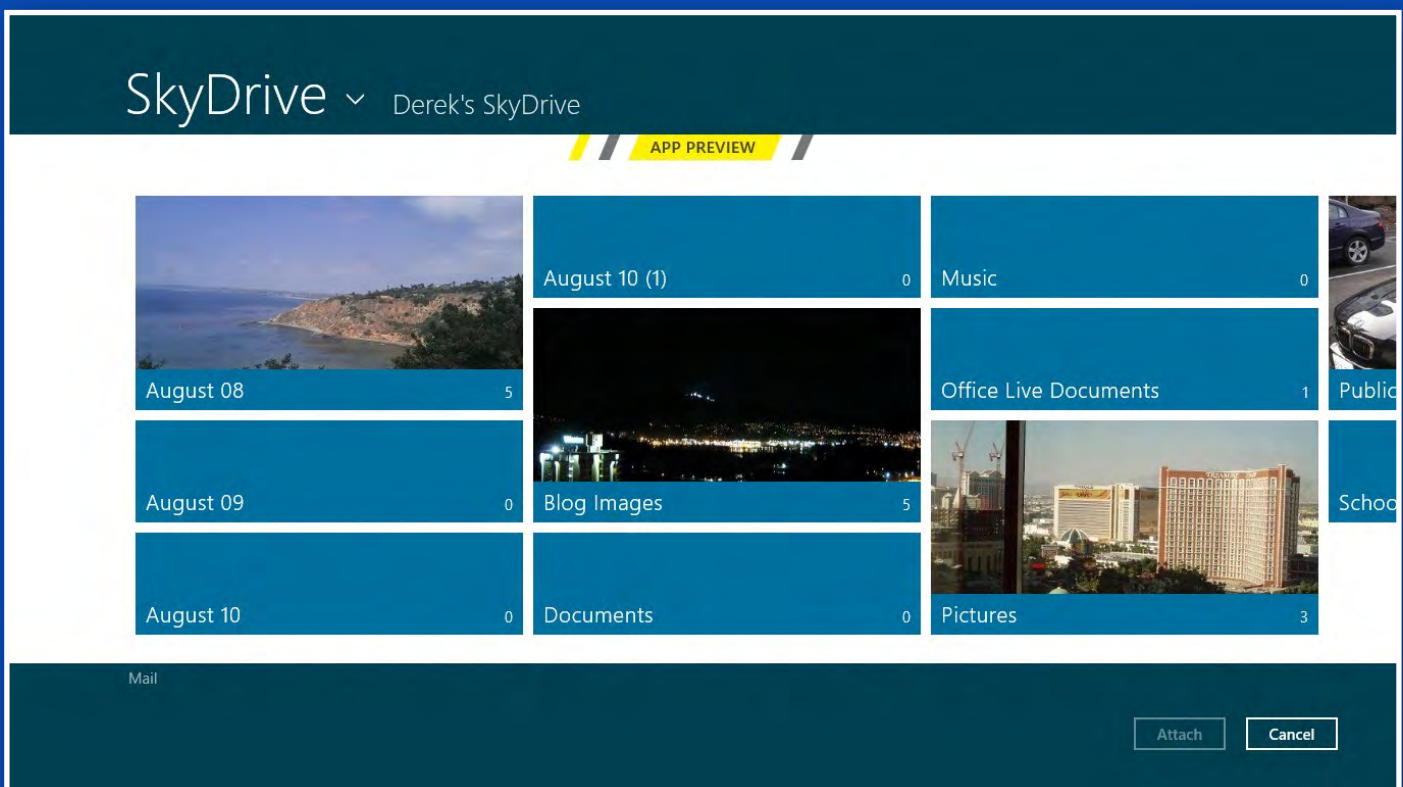 SkyDrive Derek's SkyDrive
APP PREVIEW
August 08 5
August 09 0
August 10 0
August 10 (1) 0
Blog Images 5
Documents 0
Music 0
Office Live Documents 1
Pictures 3
Public
Schoo
Mail
Attach Cancel